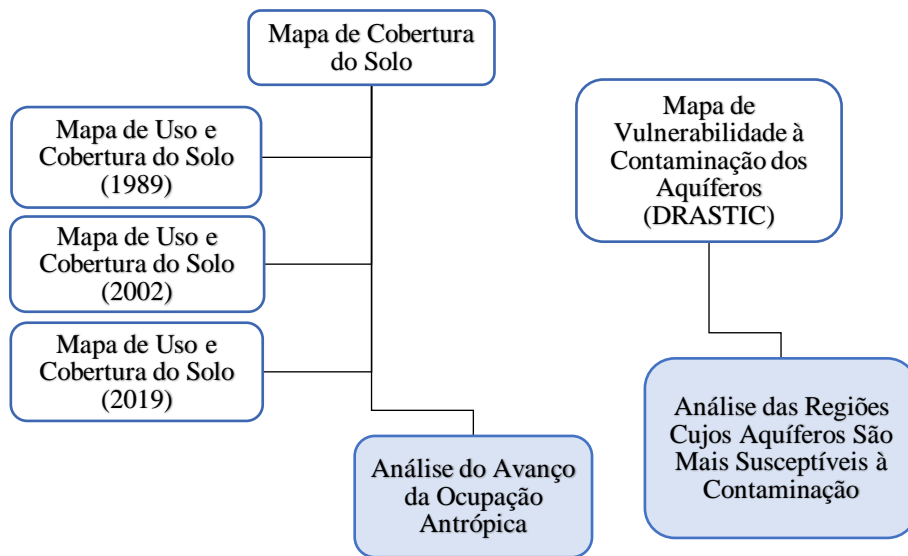 Mapa de Cobertura
do Solo
Mapa de Uso e
Cobertura do Solo
(1989)
Mapa de Uso e
Cobertura do Solo
(2002)
Mapa de Uso e
Cobertura do Solo
(2019)
Análise do Avanço
da Ocupação
Antrópica
Mapa de
Vulnerabilidade à
Contaminação dos
Aquíferos
(DRASTIC)
Análise das Regiões
Cujos Aquíferos São
Mais Susceptíveis à
Contaminação